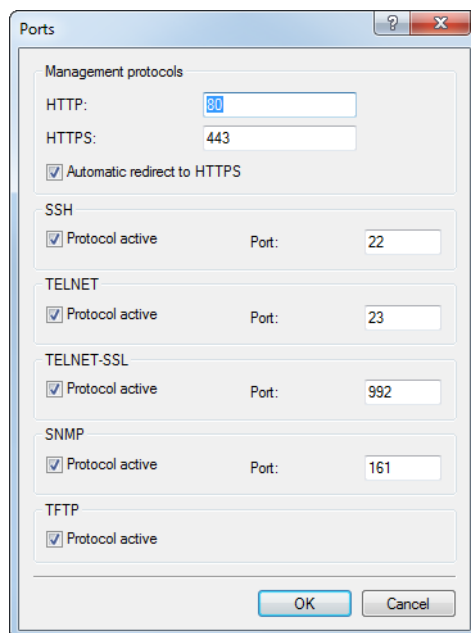 Ports
?
Management protocols
HTTP: 80
HTTPS: 443
Automatic redirect to HTTPS
SSH
Protocol active Port: 22
TELNET
Protocol active Port: 23
TELNET-SSL
Protocol active Port: 992
SNMP
Protocol active Port: 161
TFTP
Protocol active
OK Cancel